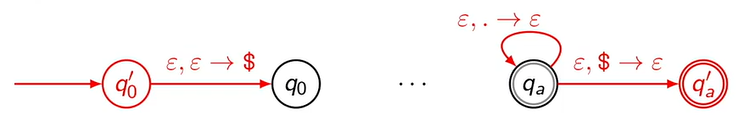 ε, . → ε
ε, ε → $
ε, $ → ε
q′0
q0
···
qa
q′a